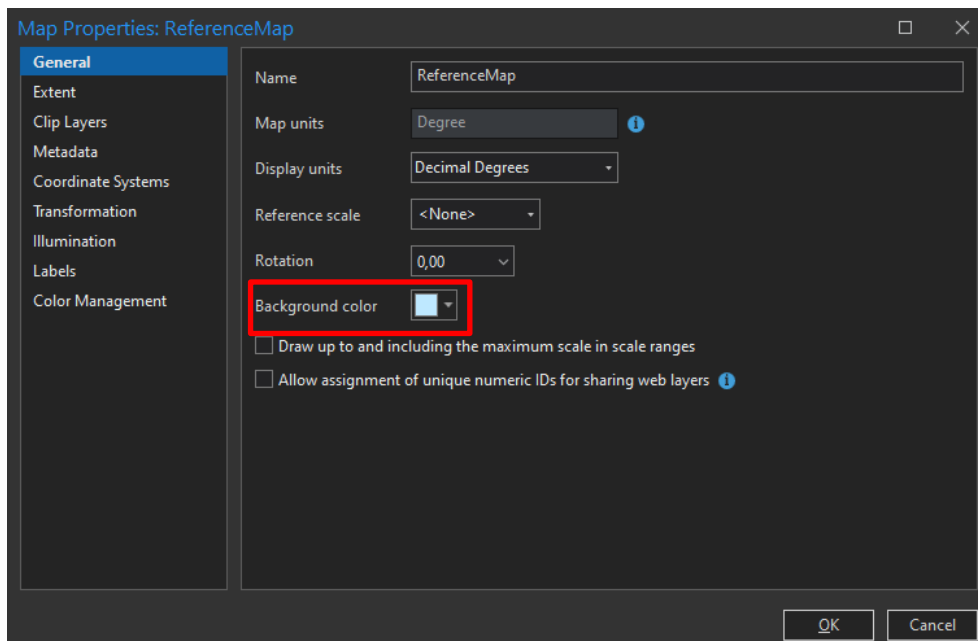 Map Properties: ReferenceMap
General
Extent
Clip Layers
Metadata
Coordinate Systems
Transformation
Illumination
Labels
Color Management
Name ReferenceMap
Map units Degree
Display units Decimal Degrees
Reference scale <None>
Rotation 0,00
Background color
Draw up to and including the maximum scale in scale ranges
Allow assignment of unique numeric IDs for sharing web layers
OK Cancel